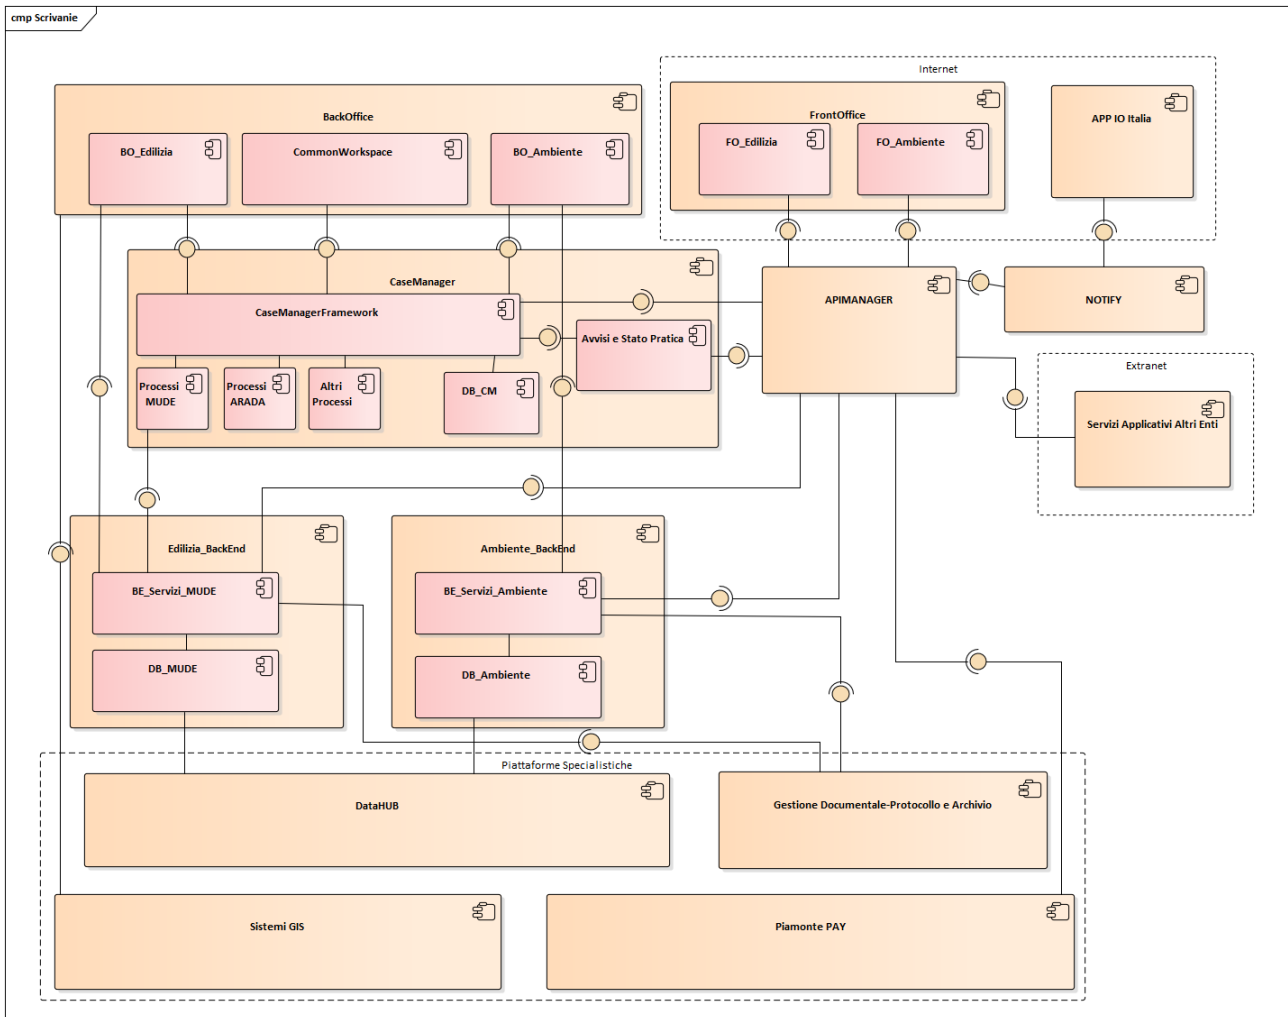 cmp Scrivanie
Internet
BackOffice
FrontOffice
APP IO Italia
BO_Edilizia
CommonWorkspace
BO_Ambiente
FO_Edilizia
FO_Ambiente
CaseManager
CaseManagerFramework
APIMANAGER
NOTIFY
Avvisi e Stato Pratica
Processi
MUDE
Processi
ARADA
Altri
Processi
DB_CM
Extranet
Servizi Applicativi Altri Enti
Edilizia_BackEnd
Ambiente_BackEnd
BE_Servizi_MUDE
BE_Servizi_Ambiente
DB_MUDE
DB_Ambiente
Piattaforme Specialistiche
DataHUB
Gestione Documentale-Protocollo e Archivio
Sistemi GIS
Piamonte PAY